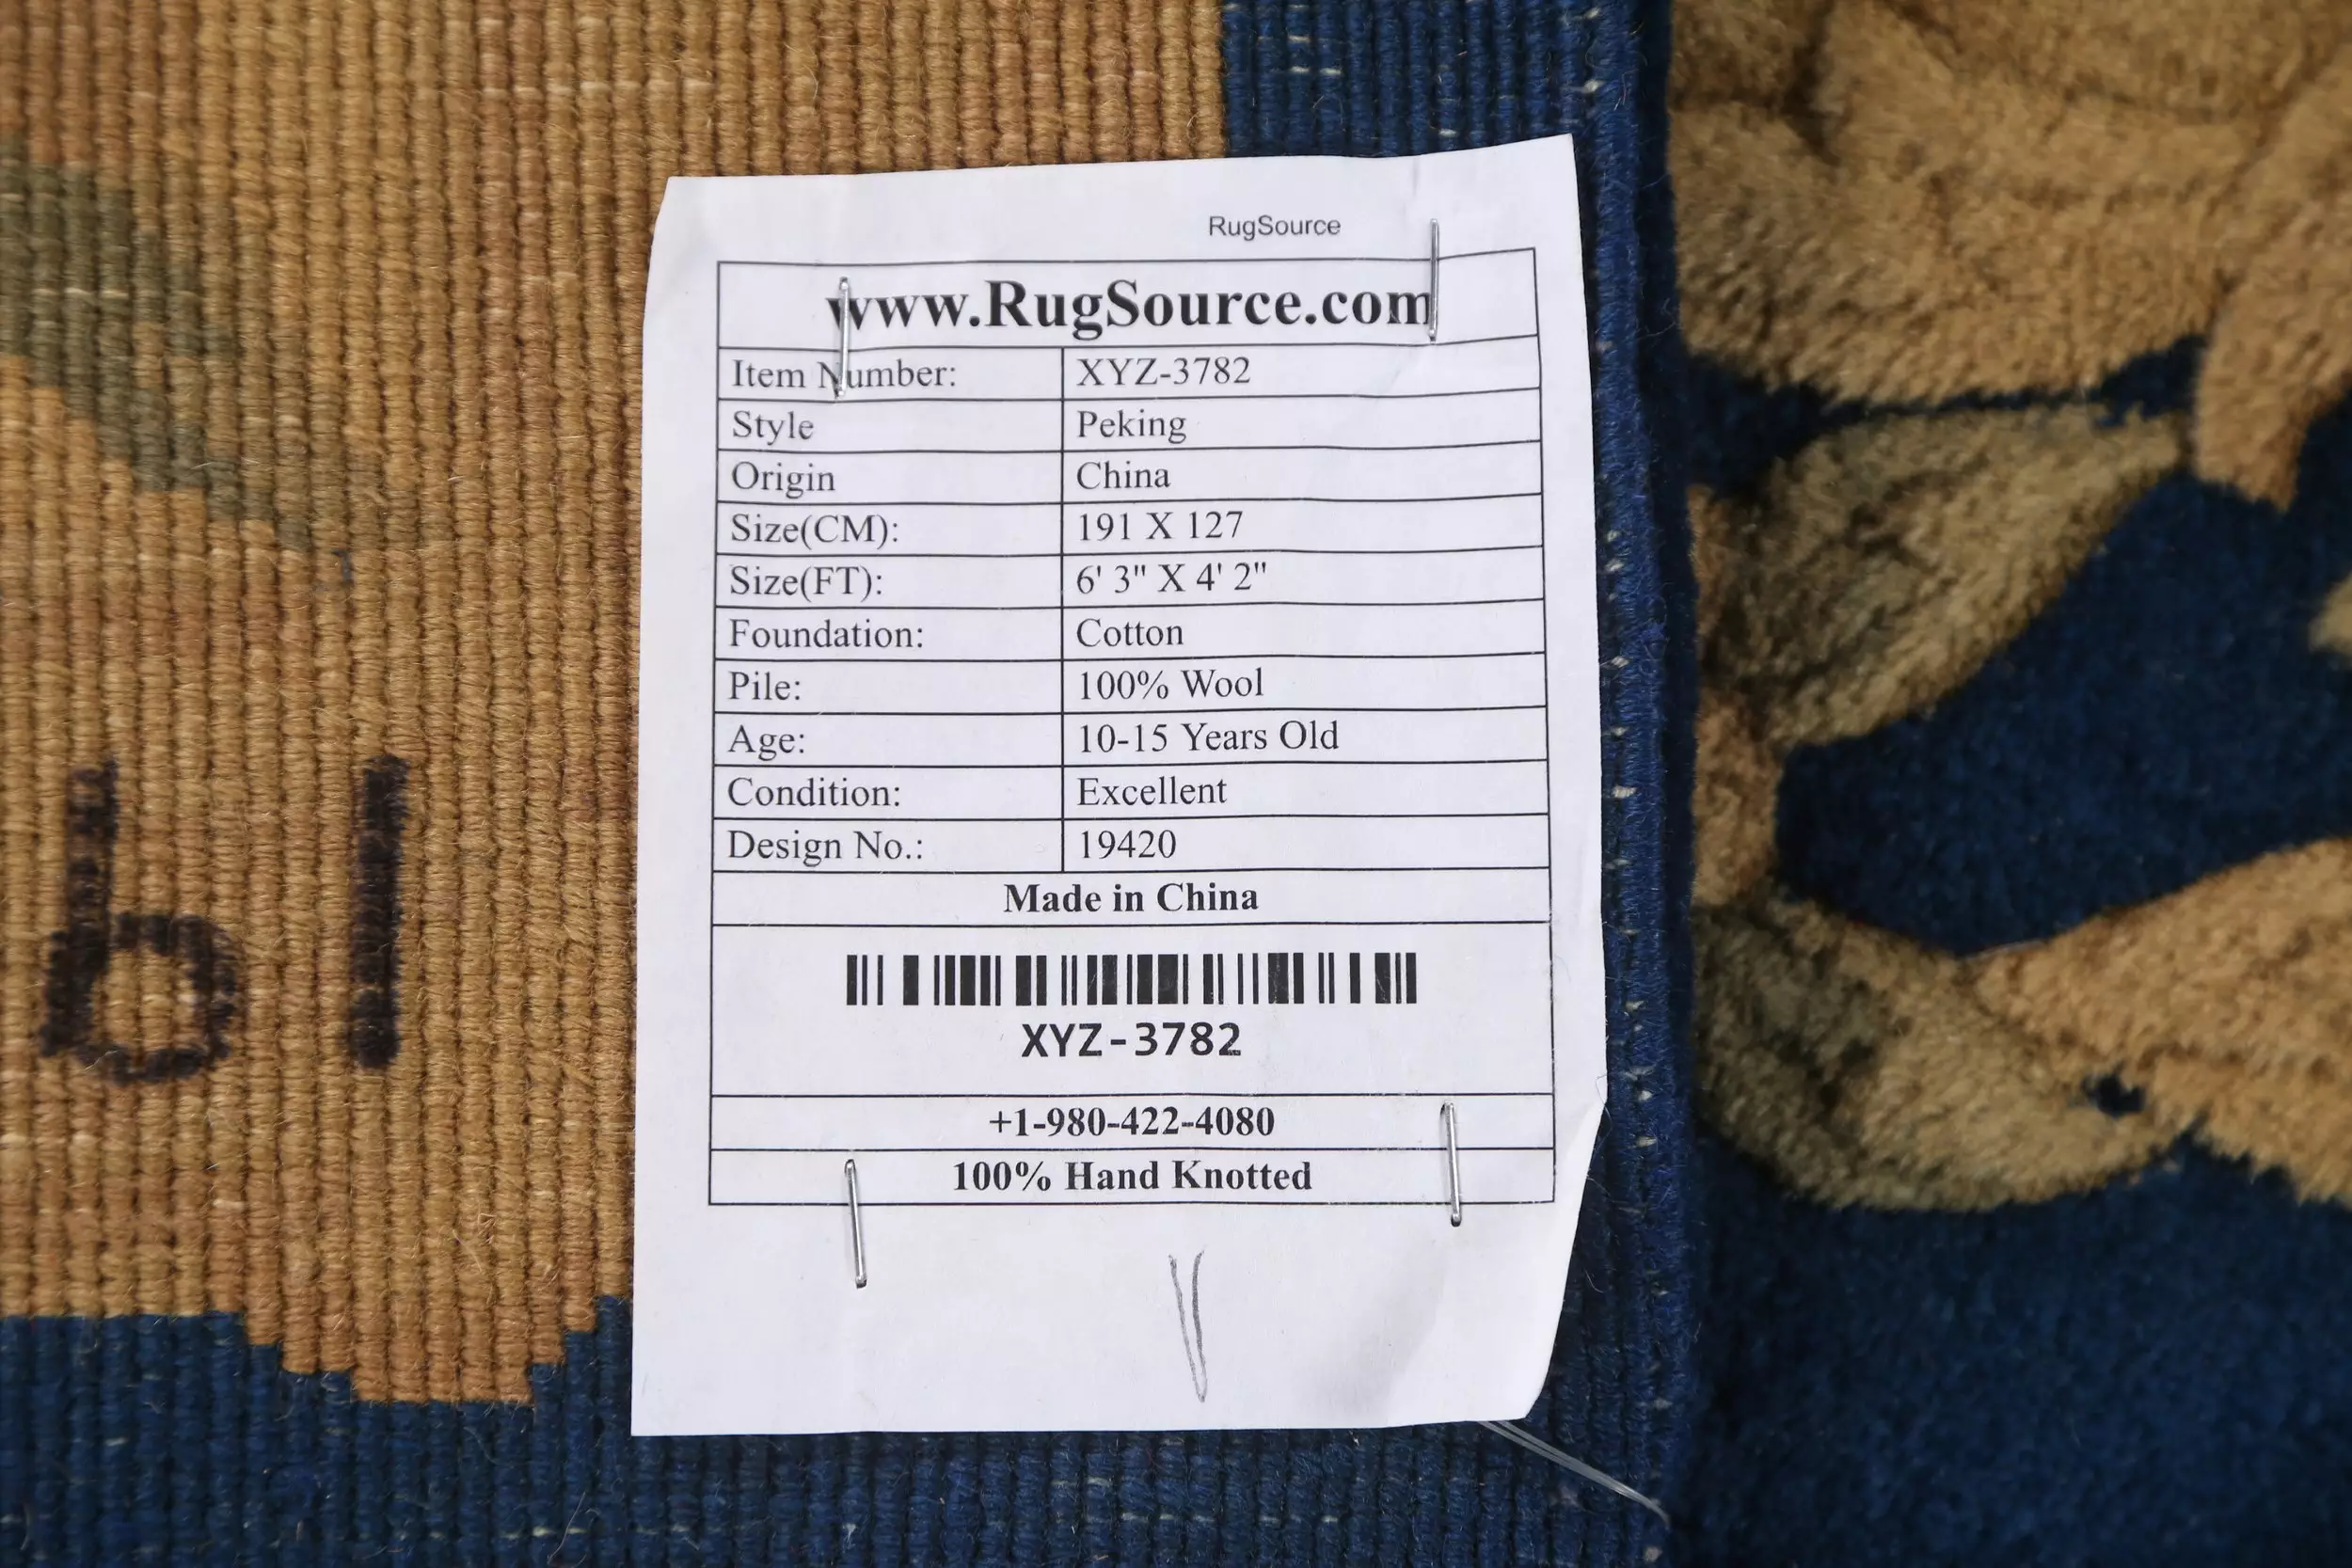 RugSource
www.RugSource.com
Item Number: XYZ-3782
Style Peking
Origin China
Size(CM): 191 X 127
Size(FT): 6' 3" X 4' 2"
Foundation: Cotton
Pile: 100% Wool
Age: 10-15 Years Old
Condition: Excellent
Design No.: 19420
Made in China
XYZ-3782
+1-980-422-4080
100% Hand Knotted